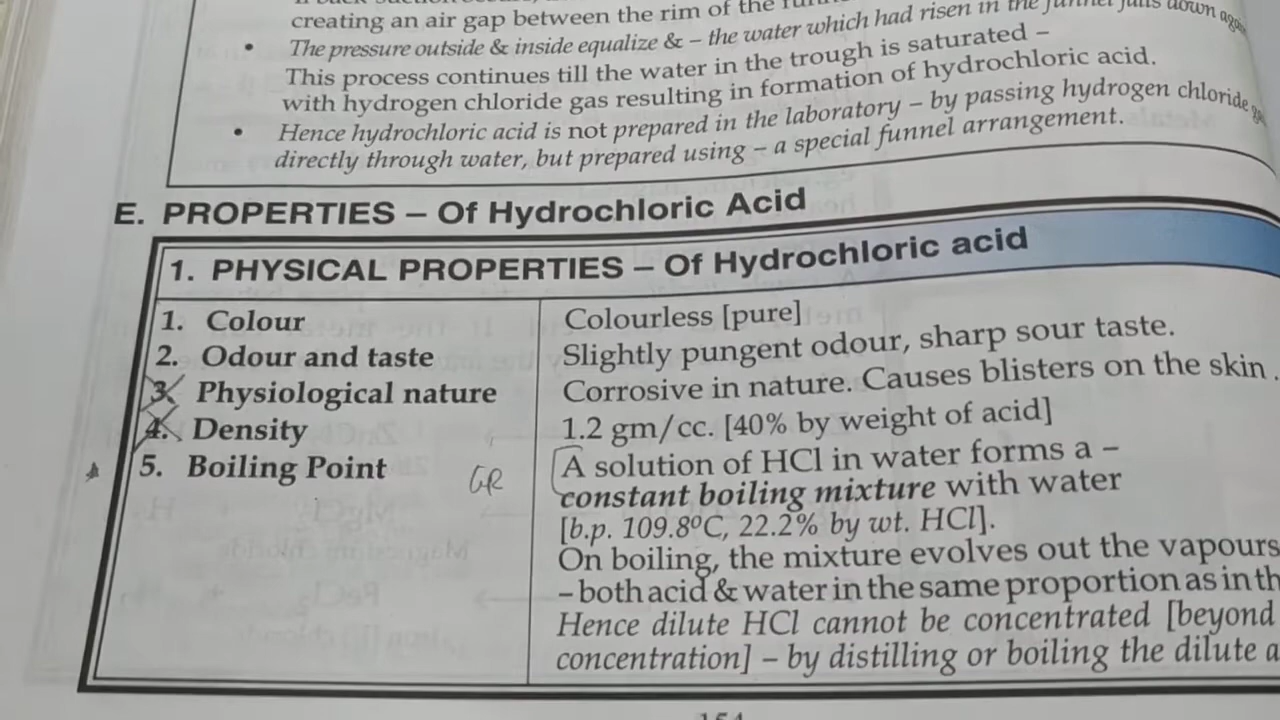 creating an air gap between the rim of the
• The pressure outside & inside equalize & – the water which had risen in the funnel falls down again
This process continues till the water in the trough is saturated –
with hydrogen chloride gas resulting in formation of hydrochloric acid.
• Hence hydrochloric acid is not prepared in the laboratory – by passing hydrogen chloride gas
directly through water, but prepared using – a special funnel arrangement.
E. PROPERTIES – Of Hydrochloric Acid
1. PHYSICAL PROPERTIES – Of Hydrochloric acid
1. Colour Colourless [pure]
2. Odour and taste Slightly pungent odour, sharp sour taste.
3. Physiological nature Corrosive in nature. Causes blisters on the skin.
4. Density 1.2 gm/cc. [40% by weight of acid]
5. Boiling Point GR A solution of HCl in water forms a –
constant boiling mixture with water
[b.p. 109.8⁰C, 22.2% by wt. HCl].
On boiling, the mixture evolves out the vapours
– both acid & water in the same proportion as in th
Hence dilute HCl cannot be concentrated [beyond
concentration] – by distilling or boiling the dilute a